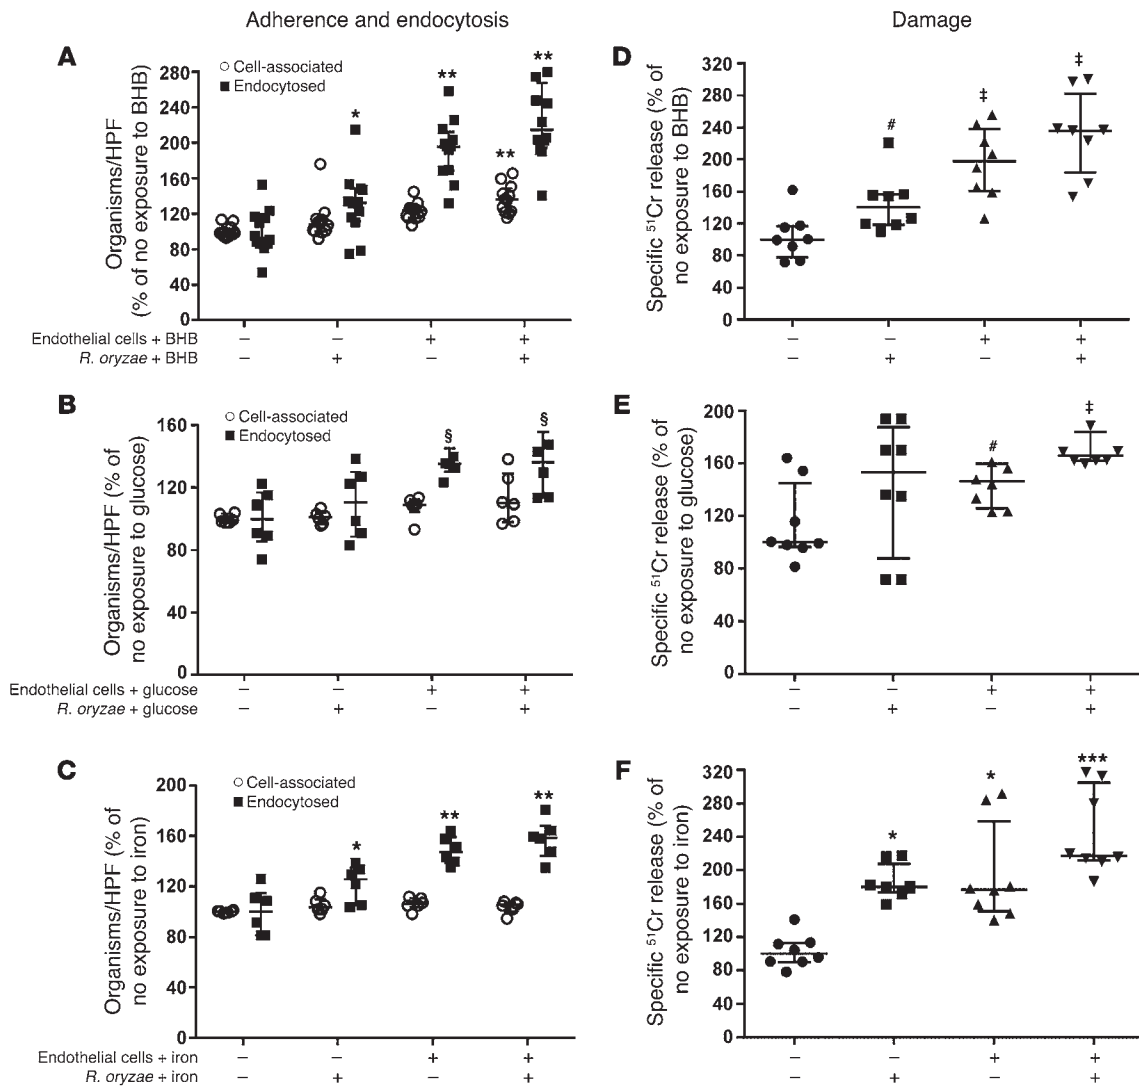 Adherence and endocytosis
Damage
A
Organisms/HPF
(% of no exposure to BHB)
280
240
200
160
120
80
40
0
Cell-associated
Endocytosed
*
**
**
**
Endothelial cells + BHB – – + +
R. oryzae + BHB – + – +
D
Specific ⁵¹Cr release (% of
no exposure to BHB)
320
280
240
200
160
120
80
40
0
#
‡
‡
– – + +
– + – +
B
Organisms/HPF (% of
no exposure to glucose)
160
120
80
40
0
Cell-associated
Endocytosed
§
§
Endothelial cells + glucose – – + +
R. oryzae + glucose – + – +
E
Specific ⁵¹Cr release (% of
no exposure to glucose)
200
160
120
80
40
0
#
‡
– – + +
– + – +
C
Organisms/HPF (% of
no exposure to iron)
200
160
120
80
40
0
Cell-associated
Endocytosed
*
**
**
Endothelial cells + iron – – + +
R. oryzae + iron – + – +
F
Specific ⁵¹Cr release (% of
no exposure to iron)
320
280
240
200
160
120
80
40
0
*
*
***
– – + +
– + – +